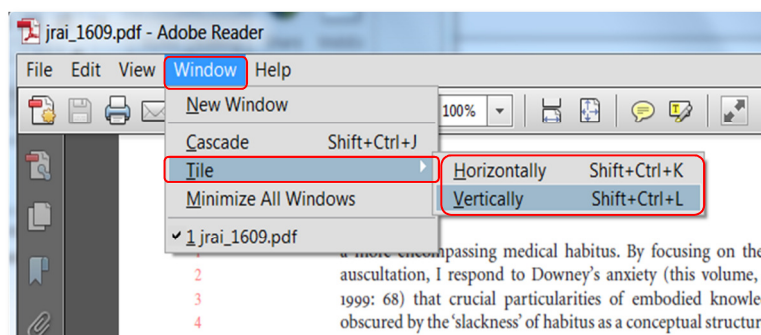 jrai_1609.pdf - Adobe Reader
File Edit View Window Help
100%
New Window
Cascade Shift+Ctrl+J
Tile
Horizontally Shift+Ctrl+K
Minimize All Windows
Vertically Shift+Ctrl+L
1 jrai_1609.pdf
1 a more encompassing medical habitus. By focusing on the
2 auscultation, I respond to Downey's anxiety (this volume,
3 1999: 68) that crucial particularities of embodied knowle
4 obscured by the 'slackness' of habitus as a conceptual structur